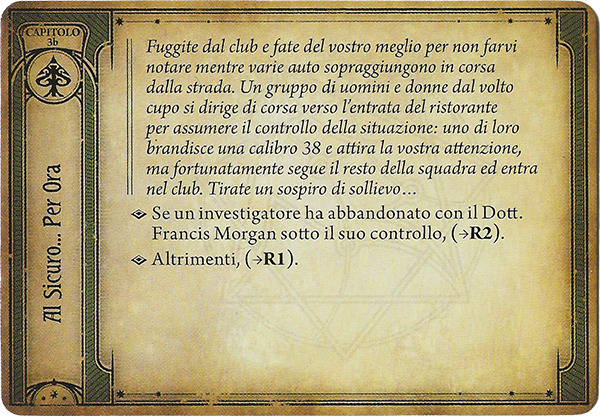 CAPITOLO
3b
Al Sicuro... Per Ora
Fuggite dal club e fate del vostro meglio per non farvi
notare mentre varie auto sopraggiungono in corsa
dalla strada. Un gruppo di uomini e donne dal volto
cupo si dirige di corsa verso l'entrata del ristorante
per assumere il controllo della situazione: uno di loro
brandisce una calibro 38 e attira la vostra attenzione,
ma fortunatamente segue il resto della squadra ed entra
nel club. Tirate un sospiro di sollievo…
Se un investigatore ha abbandonato con il Dott.
Francis Morgan sotto il suo controllo, (→R2).
Altrimenti, (→R1).